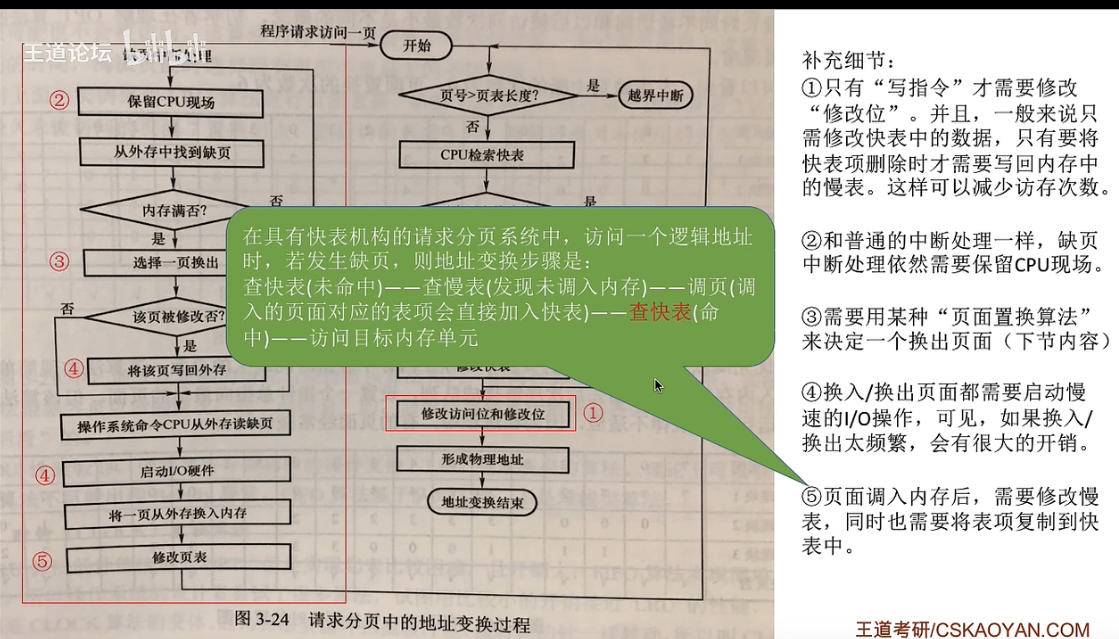 王道论坛
缺页中断处理
程序请求访问一页
开始
②
保留CPU现场
从外存中找到缺页
内存满否?
否
是
③
选择一页换出
否
该页被修改否?
是
④
将该页写回外存
操作系统命令CPU从外存读缺页
④
启动I/O硬件
将一页从外存换入内存
⑤
修改页表
页号>页表长度?
是
越界中断
否
CPU检索快表
是
修改快表
修改访问位和修改位
①
形成物理地址
地址变换结束
图 3-24 请求分页中的地址变换过程
在具有快表机构的请求分页系统中，访问一个逻辑地址
时，若发生缺页，则地址变换步骤是：
查快表(未命中)——查慢表(发现未调入内存)——调页(调
入的页面对应的表项会直接加入快表)——查快表(命
中)——访问目标内存单元
补充细节：
①只有“写指令”才需要修改
“修改位”。并且，一般来说只
需修改快表中的数据，只有要将
快表项删除时才需要写回内存中
的慢表。这样可以减少访存次数。
②和普通的中断处理一样，缺页
中断处理依然需要保留CPU现场。
③需要用某种“页面置换算法”
来决定一个换出页面（下节内容）
④换入/换出页面都需要启动慢
速的I/O操作，可见，如果换入/
换出太频繁，会有很大的开销。
⑤页面调入内存后，需要修改慢
表，同时也需要将表项复制到快
表中。
王道考研/CSKAOYAN.COM